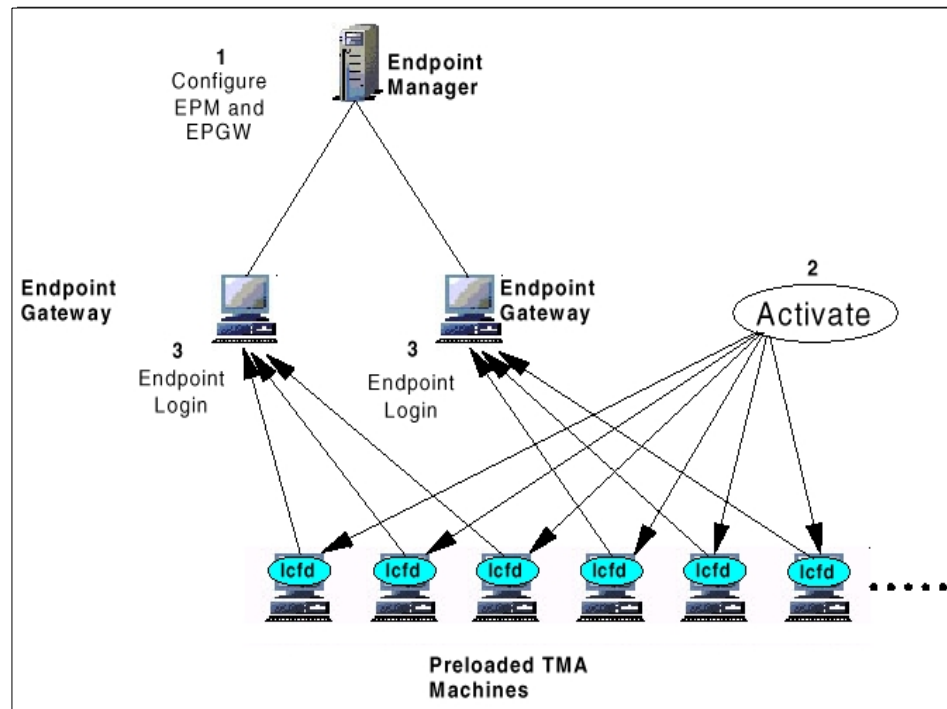 1
Configure
EPM and
EPGW
Endpoint
Manager
Endpoint
Gateway
Endpoint
Gateway
2
Activate
3
Endpoint
Login
3
Endpoint
Login
lcfd
lcfd
lcfd
lcfd
lcfd
lcfd
Preloaded TMA
Machines